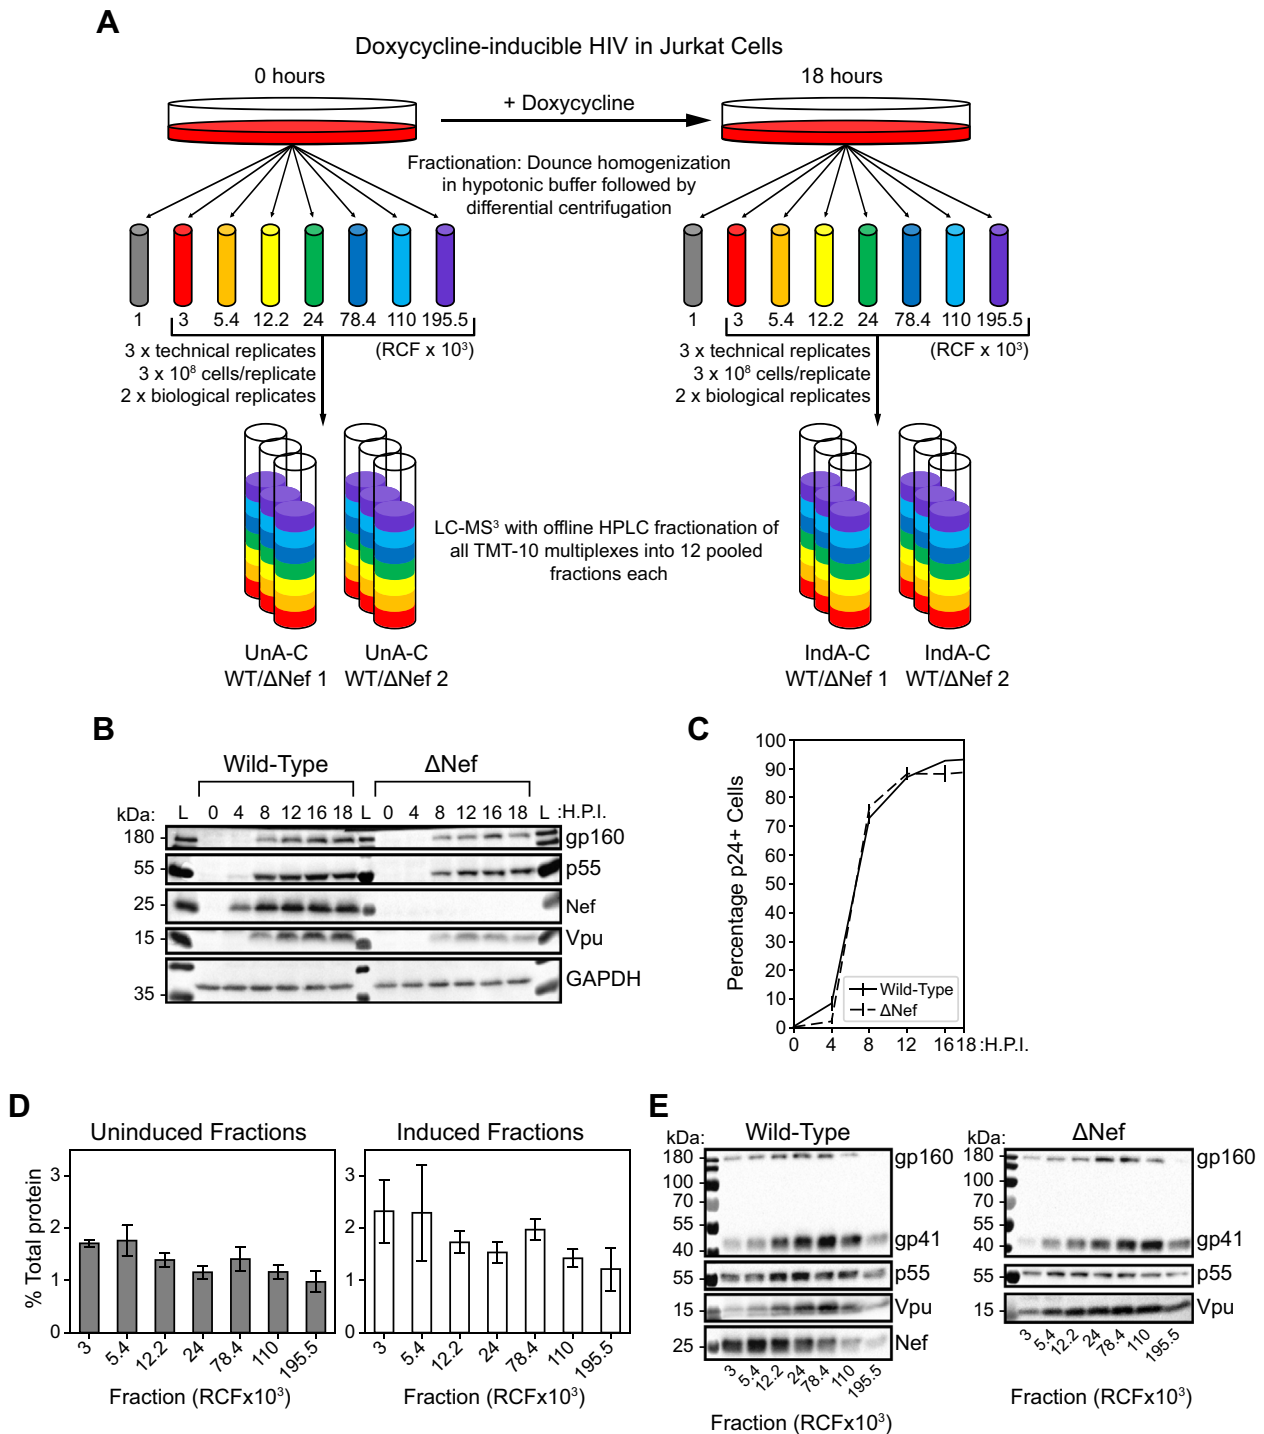 A
Doxycycline-inducible HIV in Jurkat Cells
0 hours
18 hours
+ Doxycycline
Fractionation: Dounce homogenization
in hypotonic buffer followed by
differential centrifugation
1 3 5.4 12.2 24 78.4 110 195.5
(RCF x 10³)
3 x technical replicates
3 x 10⁸ cells/replicate
2 x biological replicates
1 3 5.4 12.2 24 78.4 110 195.5
(RCF x 10³)
3 x technical replicates
3 x 10⁸ cells/replicate
2 x biological replicates
LC-MS³ with offline HPLC fractionation of
all TMT-10 multiplexes into 12 pooled
fractions each
UnA-C
WT/ΔNef 1
UnA-C
WT/ΔNef 2
IndA-C
WT/ΔNef 1
IndA-C
WT/ΔNef 2
B
Wild-Type
ΔNef
kDa: L 0 4 8 12 16 18 L 0 4 8 12 16 18 L :H.P.I.
180 gp160
55 p55
25 Nef
15 Vpu
35 GAPDH
C
Percentage p24+ Cells
100
90
80
70
60
50
40
30
20
10
0
Wild-Type
ΔNef
0 4 8 12 16 18 :H.P.I.
D
Uninduced Fractions
Induced Fractions
% Total protein
3
2
1
0
3
2
1
0
3 5.4 12.2 24 78.4 110 195.5
3 5.4 12.2 24 78.4 110 195.5
Fraction (RCFx10³)
Fraction (RCFx10³)
E
Wild-Type
kDa:
180 gp160
100
70
55
40 gp41
55 p55
15 Vpu
25 Nef
3 5.4 12.2 24 78.4 110 195.5
Fraction (RCFx10³)
ΔNef
kDa:
180 gp160
100
70
55
40 gp41
55 p55
15 Vpu
3 5.4 12.2 24 78.4 110 195.5
Fraction (RCFx10³)